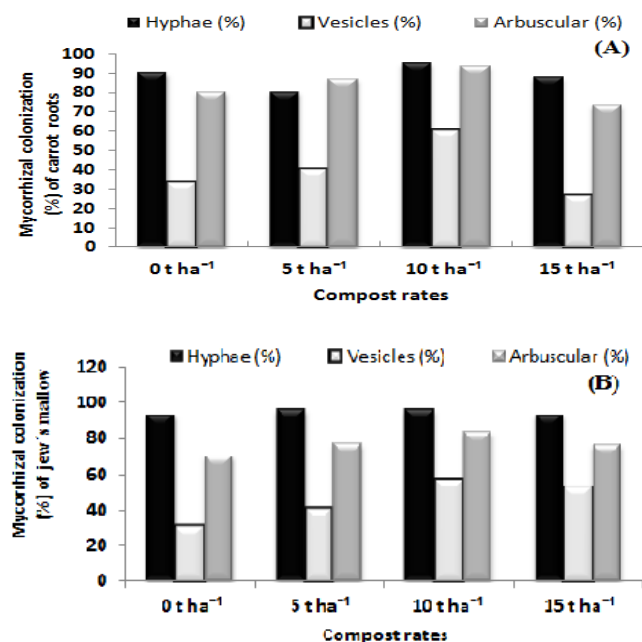 Hyphae (%) Vesicles (%) Arbuscular (%)
(A)
100
90
80
70
60
50
40
30
20
10
0
Mycorrhizal colonization
(%) of carrot roots
0 t ha⁻¹ 5 t ha⁻¹ 10 t ha⁻¹ 15 t ha⁻¹
Compost rates
Hyphae (%) Vesicles (%) Arbuscular (%)
(B)
120
100
80
60
40
20
0
Mycorrhizal colonization
(%) of jew´s mallow
0 t ha⁻¹ 5 t ha⁻¹ 10 t ha⁻¹ 15 t ha⁻¹
Compost rates